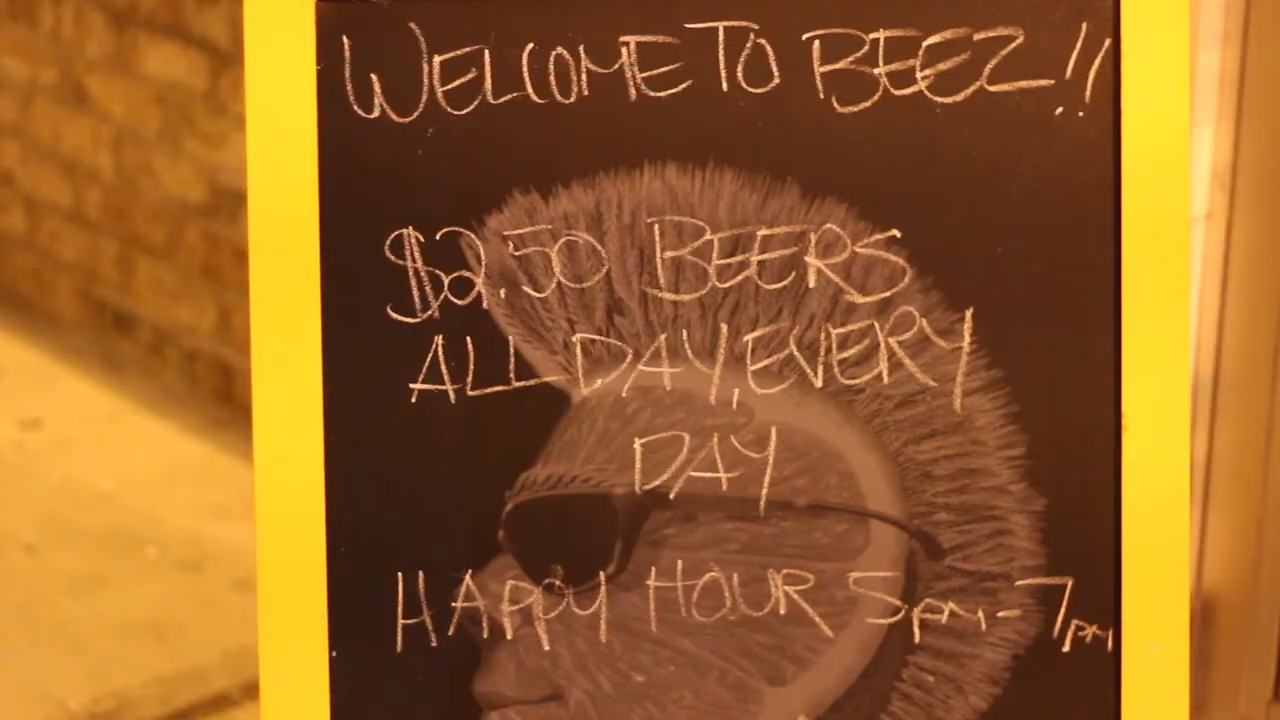 WELCOME TO BEEZ!!
$2.50 BEERS
ALL DAY, EVERY
DAY
HAPPY HOUR 5PM-7PM